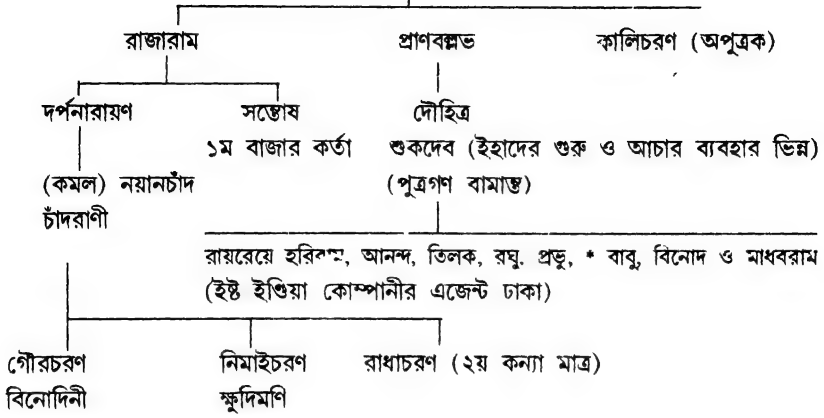 রাজারাম প্রাণবল্লভ কালিচরণ (অপুত্রক)
দর্পনারায়ণ সন্তোষ দৌহিত্র
১ম বাজার কর্তা শুকদেব (ইহাদের গুরু ও আচার ব্যবহার ভিন্ন)
(কমল) নয়ানচাঁদ (পুত্রগণ বামান্ত)
চাঁদরাণী
রায়রেয়ে আনন্দ, তিলক, রঘু. প্রভু, * বাবু, বিনোদ ও মাধবরাম
(ইষ্ট ইণ্ডিয়া কোম্পানীর এজেন্ট ঢাকা)
গৌরচরণ নিমাইচরণ রাধাচরণ (২য় কন্যা মাত্র)
বিনোদিনী ক্ষুদিমণি